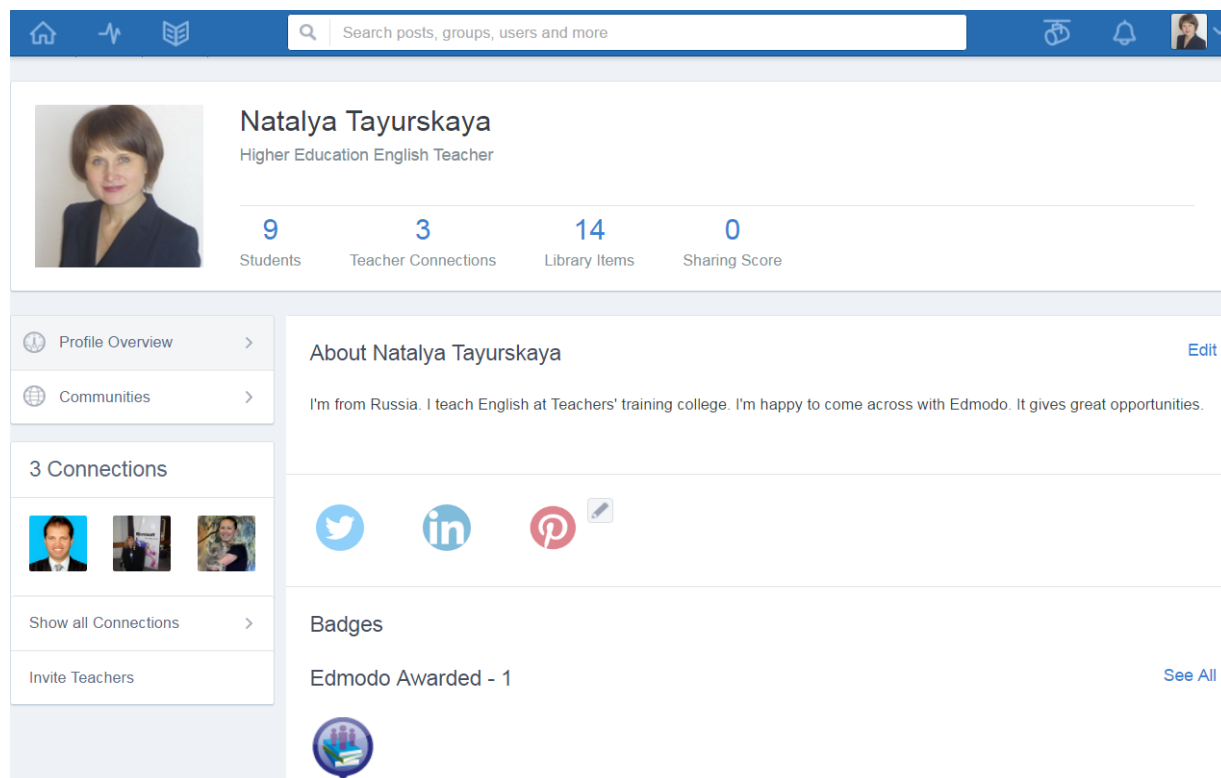 Search posts, groups, users and more
Natalya Tayurskaya
Higher Education English Teacher
9
Students
3
Teacher Connections
14
Library Items
0
Sharing Score
Profile Overview
Communities
3 Connections
Show all Connections
Invite Teachers
About Natalya Tayurskaya
Edit
I'm from Russia. I teach English at Teachers' training college. I'm happy to come across with Edmodo. It gives great opportunities.
in
Badges
Edmodo Awarded - 1
See All